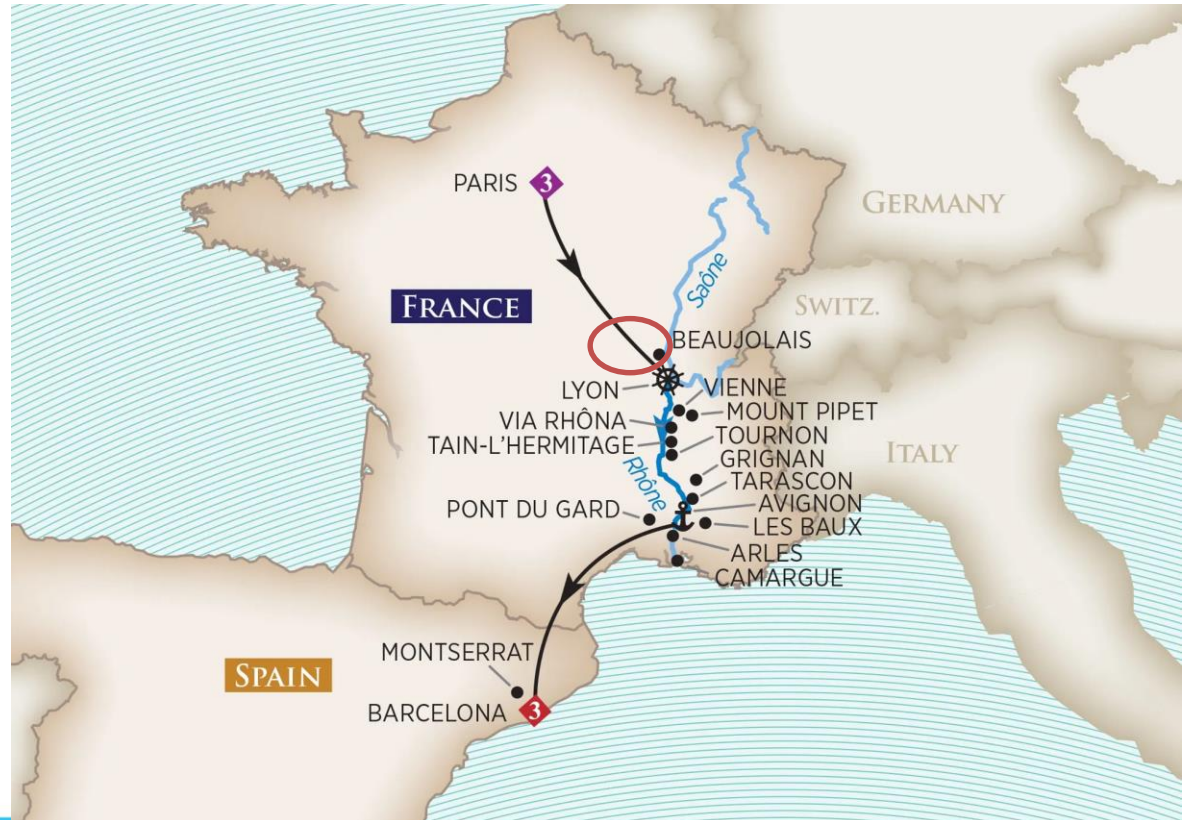 PARIS 3
GERMANY
Saône
SWITZ.
FRANCE
BEAUJOLAIS
LYON
VIENNE
MOUNT PIPET
VIA RHÔNA
TAIN-L'HERMITAGE
TOURNON
GRIGNAN
ITALY
Rhône
TARASCON
AVIGNON
PONT DU GARD
LES BAUX
ARLES
CAMARGUE
MONTSERRAT
SPAIN
BARCELONA 3